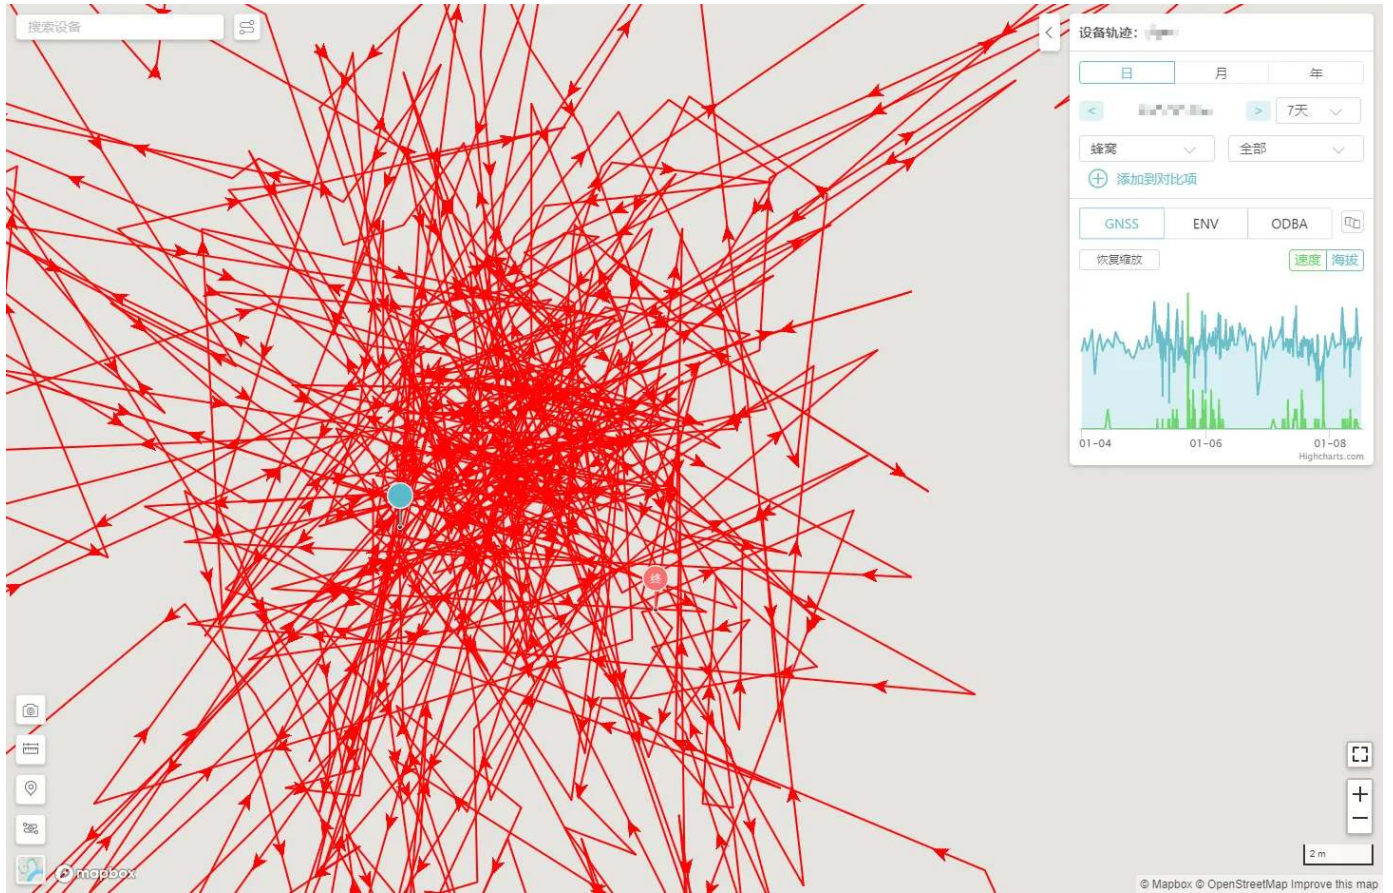 搜索设备
设备轨迹：
日 月 年
< > 7天
蜂窝 全部
添加到对比项
GNSS ENV ODBA
恢复缩放 速度 海拔
01-04 01-06 01-08
Highcharts.com
终
2 m
mapbox
© Mapbox © OpenStreetMap Improve this map